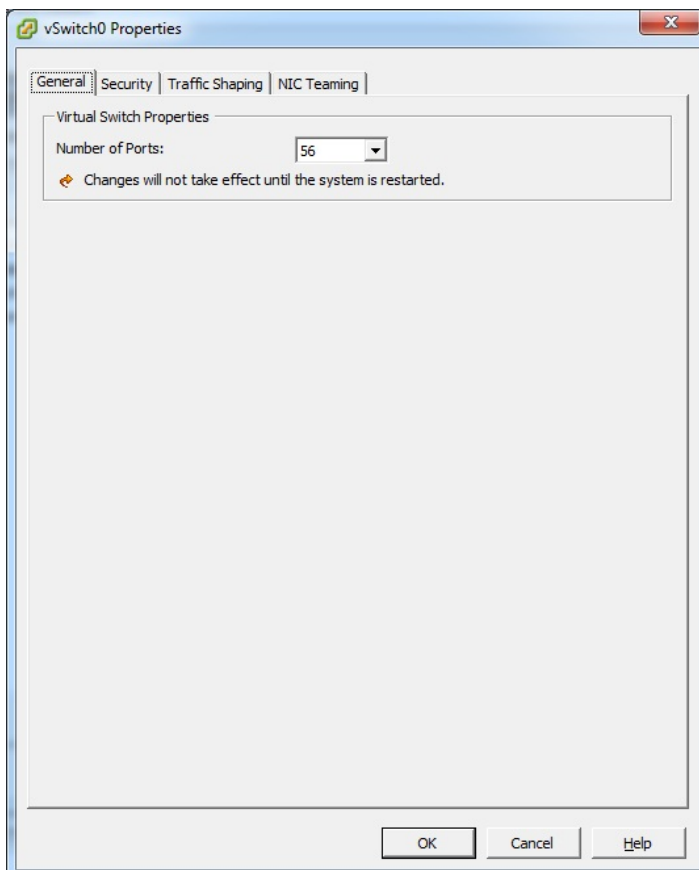 vSwitch0 Properties
General Security Traffic Shaping NIC Teaming
Virtual Switch Properties
Number of Ports: 56
Changes will not take effect until the system is restarted.
OK Cancel Help